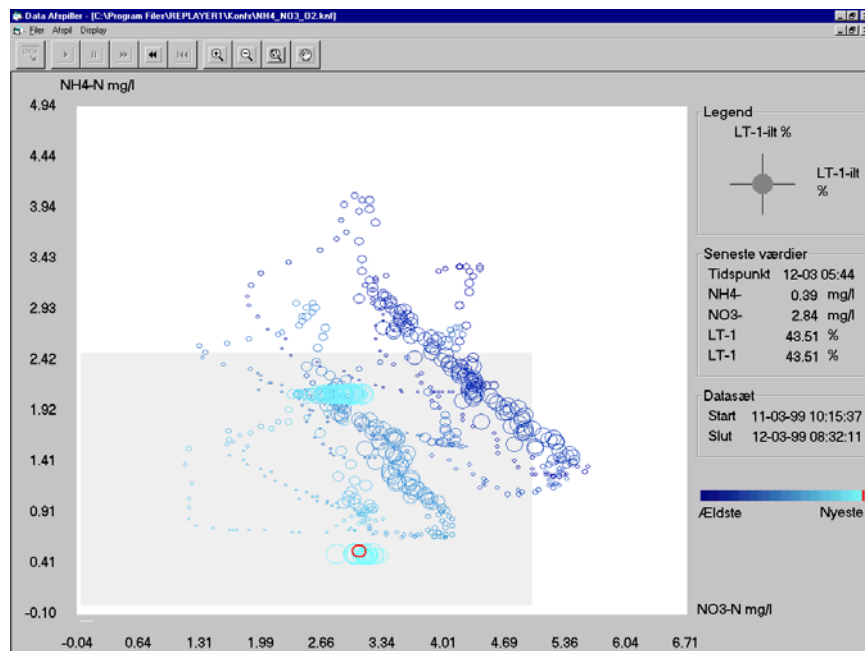 Data Afspiller - [C:\Program Files\REPLAYER1\Konfs\NH4_NO3_O2.knf]
Filer Afspil Display
NH4-N mg/l
4.94
4.44
3.94
3.43
2.93
2.42
1.92
1.41
0.91
0.41
-0.10
-0.04 0.64 1.31 1.99 2.66 3.34 4.01 4.69 5.36 6.04 6.71
NO3-N mg/l
Legend
LT-1-ilt %
LT-1-ilt
%
Seneste værdier
Tidspunkt 12-03 05:44
NH4- 0.39 mg/l
NO3- 2.84 mg/l
LT-1 43.51 %
LT-1 43.51 %
Datasæt
Start 11-03-99 10:15:37
Slut 12-03-99 08:32:11
Ældste Nyeste